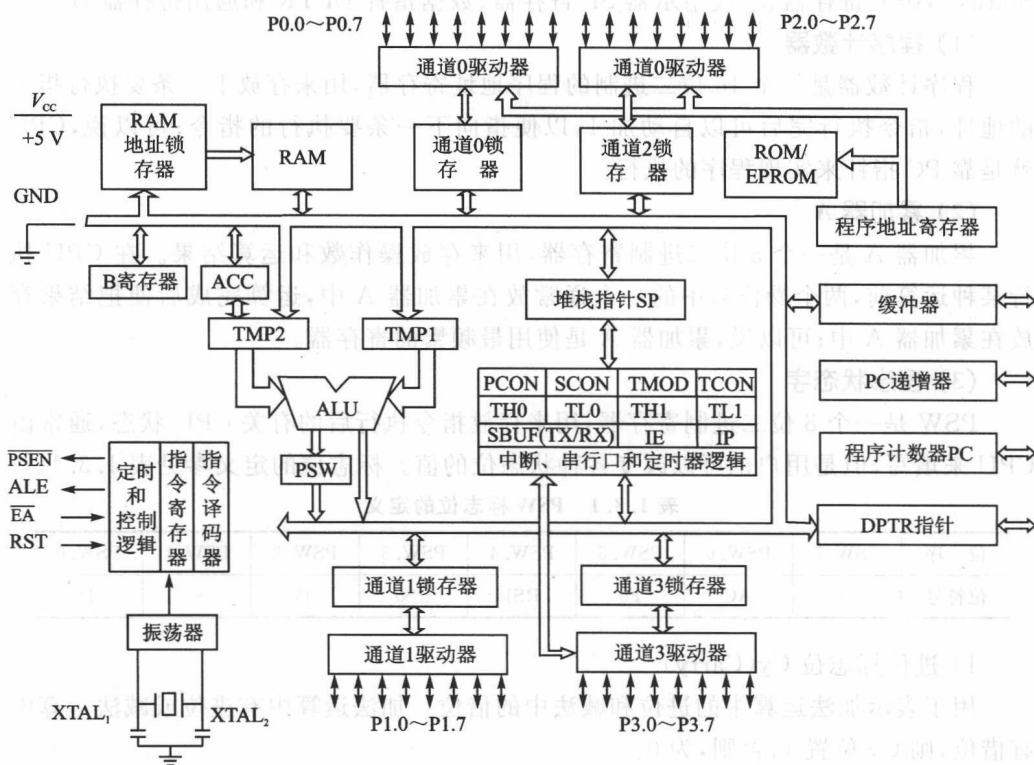 P0.0～P0.7
P2.0～P2.7
通道0驱动器
通道0驱动器
Vcc
+5 V
RAM
地址锁
存器
RAM
通道0锁
存器
通道2锁
存 器
ROM/
EPROM
GND
程序地址寄存器
B寄存器
ACC
堆栈指针SP
缓冲器
TMP2
TMP1
PCON
SCON
TMOD
TCON
PC递增器
ALU
TH0
TL0
TH1
TL1
SBUF(TX/RX)
IE
IP
中断、串行口和定时器逻辑
程序计数器PC
PSEN
ALE
EA
RST
定时
和
控制
逻辑
指令寄存器
指令译码器
PSW
DPTR指针
通道1锁存器
通道3锁存器
振荡器
通道1驱动器
通道3驱动器
XTAL1
XTAL2
P1.0～P1.7
P3.0～P3.7